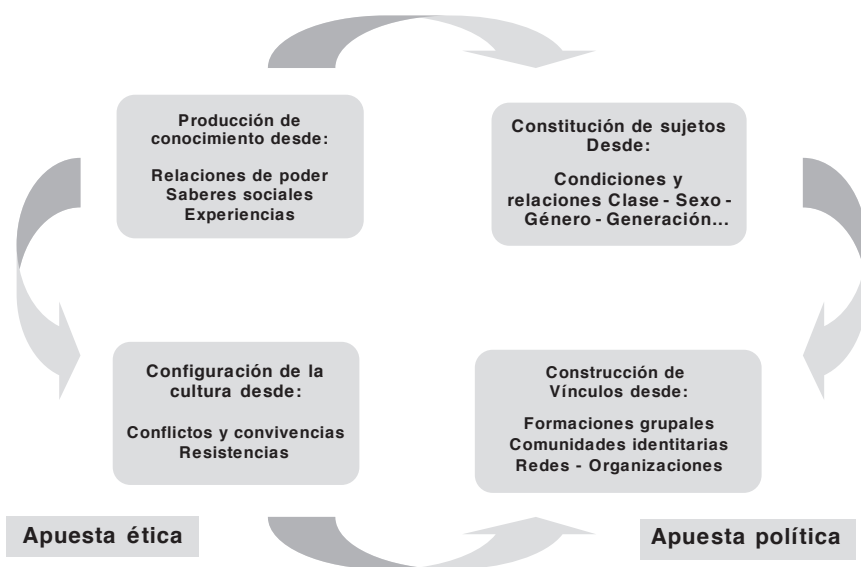 Producción de
conocimiento desde:
Relaciones de poder
Saberes sociales
Experiencias
Constitución de sujetos
Desde:
Condiciones y
relaciones Clase - Sexo -
Género - Generación...
Configuración de la
cultura desde:
Conflictos y convivencias
Resistencias
Construcción de
Vínculos desde:
Formaciones grupales
Comunidades identitarias
Redes - Organizaciones
Apuesta ética
Apuesta política